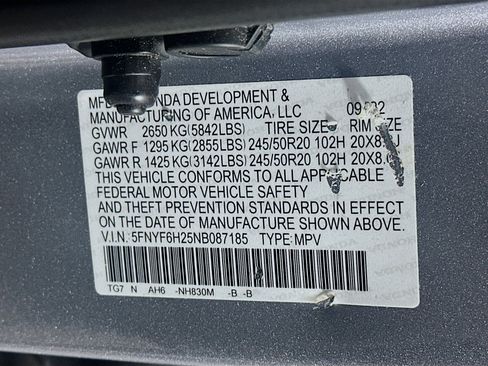 MFD HONDA DEVELOPMENT &
MANUFACTURING OF AMERICA, LLC 09
GVWR 2650 KG(5842LBS) TIRE SIZE RIM SIZE
GAWR F 1295 KG(2855LBS) 245/50R20 102H 20X8.0J
GAWR R 1425 KG(3142LBS) 245/50R20 102H 20X8.0J
THIS VEHICLE CONFORMS TO ALL APPLICABLE
FEDERAL MOTOR VEHICLE SAFETY
AND THEFT PREVENTION STANDARDS IN EFFECT
ON THE DATE OF MANUFACTURE SHOWN ABOVE.
V.I.N.: 5FNYF6H25NB087185 TYPE: MPV
TG7 N AH6 -NH830M -B -B